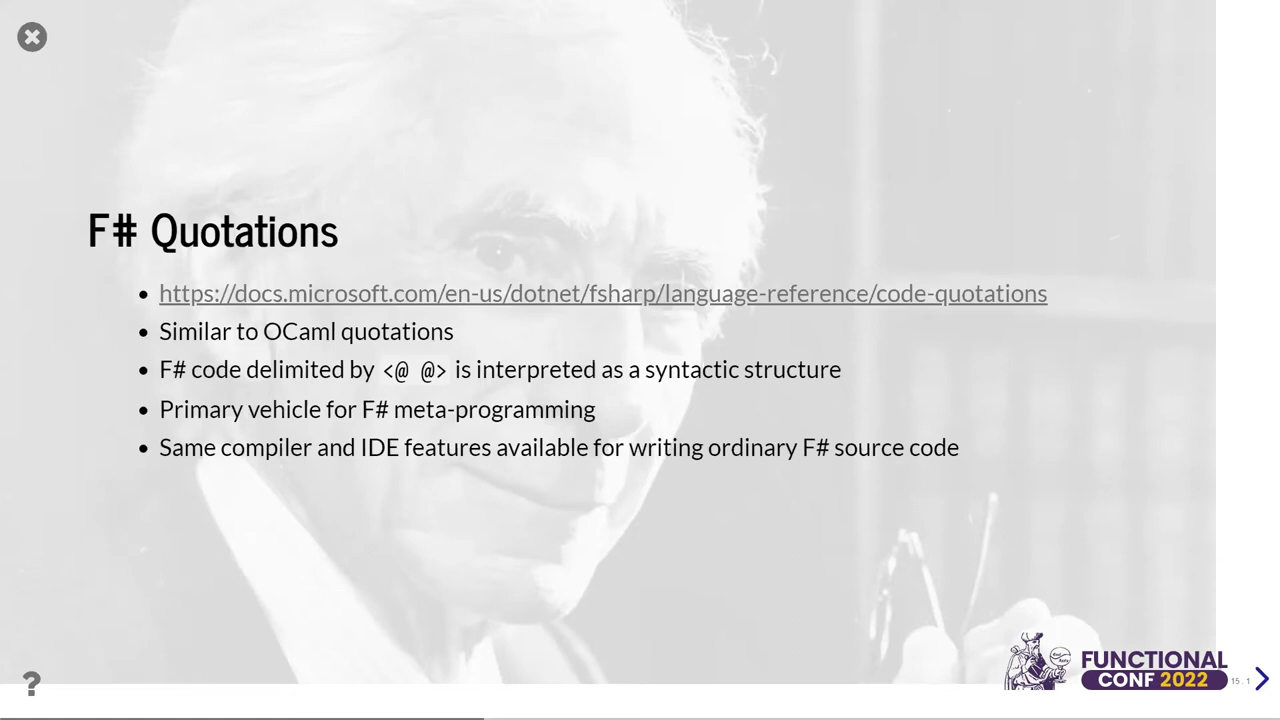 F# Quotations
https://docs.microsoft.com/en-us/dotnet/fsharp/language-reference/code-quotations
Similar to OCaml quotations
F# code delimited by <@ @> is interpreted as a syntactic structure
Primary vehicle for F# meta-programming
Same compiler and IDE features available for writing ordinary F# source code
?
FUNCTIONAL
CONF 2022
15 . 1